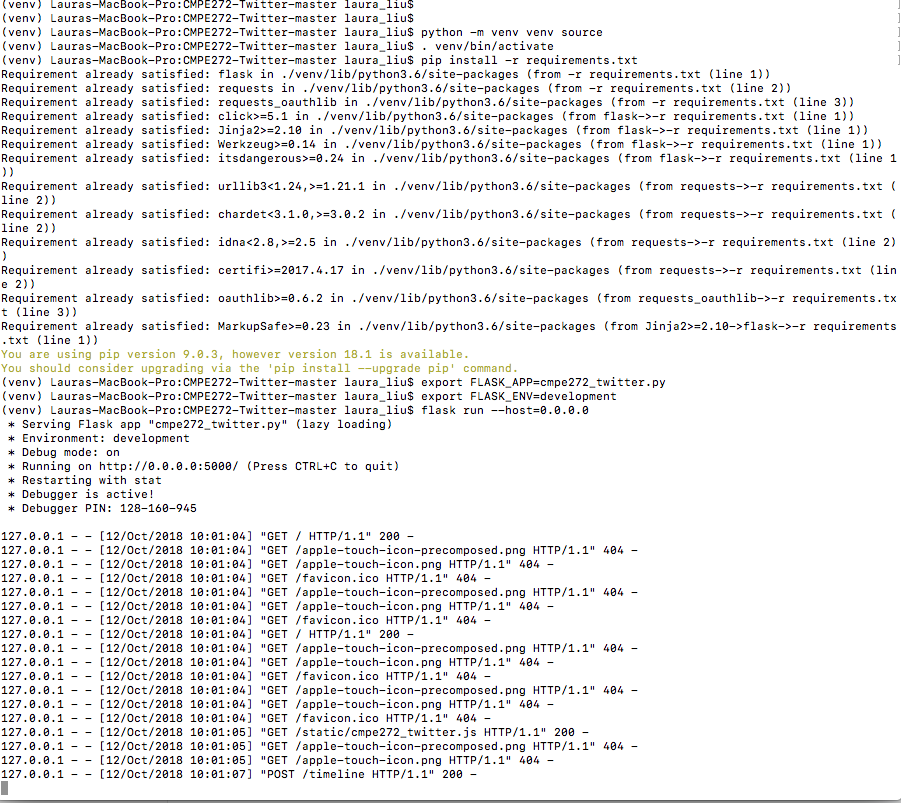 (venv) Lauras-MacBook-Pro:CMPE272-Twitter-master laura_liu$
(venv) Lauras-MacBook-Pro:CMPE272-Twitter-master laura_liu$
(venv) Lauras-MacBook-Pro:CMPE272-Twitter-master laura_liu$ python -m venv venv source
(venv) Lauras-MacBook-Pro:CMPE272-Twitter-master laura_liu$ . venv/bin/activate
(venv) Lauras-MacBook-Pro:CMPE272-Twitter-master laura_liu$ pip install -r requirements.txt
Requirement already satisfied: flask in ./venv/lib/python3.6/site-packages (from -r requirements.txt (line 1))
Requirement already satisfied: requests in ./venv/lib/python3.6/site-packages (from -r requirements.txt (line 2))
Requirement already satisfied: requests_oauthlib in ./venv/lib/python3.6/site-packages (from -r requirements.txt (line 3))
Requirement already satisfied: click>=5.1 in ./venv/lib/python3.6/site-packages (from flask->-r requirements.txt (line 1))
Requirement already satisfied: Jinja2>=2.10 in ./venv/lib/python3.6/site-packages (from flask->-r requirements.txt (line 1))
Requirement already satisfied: Werkzeug>=0.14 in ./venv/lib/python3.6/site-packages (from flask->-r requirements.txt (line 1))
Requirement already satisfied: itsdangerous>=0.24 in ./venv/lib/python3.6/site-packages (from flask->-r requirements.txt (line 1
))
Requirement already satisfied: urllib3<1.24,>=1.21.1 in ./venv/lib/python3.6/site-packages (from requests->-r requirements.txt (
line 2))
Requirement already satisfied: chardet<3.1.0,>=3.0.2 in ./venv/lib/python3.6/site-packages (from requests->-r requirements.txt (
line 2))
Requirement already satisfied: idna<2.8,>=2.5 in ./venv/lib/python3.6/site-packages (from requests->-r requirements.txt (line 2)
)
Requirement already satisfied: certifi>=2017.4.17 in ./venv/lib/python3.6/site-packages (from requests->-r requirements.txt (lin
e 2))
Requirement already satisfied: oauthlib>=0.6.2 in ./venv/lib/python3.6/site-packages (from requests_oauthlib->-r requirements.tx
t (line 3))
Requirement already satisfied: MarkupSafe>=0.23 in ./venv/lib/python3.6/site-packages (from Jinja2>=2.10->flask->-r requirements
.txt (line 1))
You are using pip version 9.0.3, however version 18.1 is available.
You should consider upgrading via the 'pip install --upgrade pip' command.
(venv) Lauras-MacBook-Pro:CMPE272-Twitter-master laura_liu$ export FLASK_APP=cmpe272_twitter.py
(venv) Lauras-MacBook-Pro:CMPE272-Twitter-master laura_liu$ export FLASK_ENV=development
(venv) Lauras-MacBook-Pro:CMPE272-Twitter-master laura_liu$ flask run --host=0.0.0.0
 * Serving Flask app "cmpe272_twitter.py" (lazy loading)
 * Environment: development
 * Debug mode: on
 * Running on http://0.0.0.0:5000/ (Press CTRL+C to quit)
 * Restarting with stat
 * Debugger is active!
 * Debugger PIN: 128-160-945
127.0.0.1 - - [12/Oct/2018 10:01:04] "GET / HTTP/1.1" 200 -
127.0.0.1 - - [12/Oct/2018 10:01:04] "GET /apple-touch-icon-precomposed.png HTTP/1.1" 404 -
127.0.0.1 - - [12/Oct/2018 10:01:04] "GET /apple-touch-icon.png HTTP/1.1" 404 -
127.0.0.1 - - [12/Oct/2018 10:01:04] "GET /favicon.ico HTTP/1.1" 404 -
127.0.0.1 - - [12/Oct/2018 10:01:04] "GET /apple-touch-icon-precomposed.png HTTP/1.1" 404 -
127.0.0.1 - - [12/Oct/2018 10:01:04] "GET /apple-touch-icon.png HTTP/1.1" 404 -
127.0.0.1 - - [12/Oct/2018 10:01:04] "GET /favicon.ico HTTP/1.1" 404 -
127.0.0.1 - - [12/Oct/2018 10:01:04] "GET / HTTP/1.1" 200 -
127.0.0.1 - - [12/Oct/2018 10:01:04] "GET /apple-touch-icon-precomposed.png HTTP/1.1" 404 -
127.0.0.1 - - [12/Oct/2018 10:01:04] "GET /apple-touch-icon.png HTTP/1.1" 404 -
127.0.0.1 - - [12/Oct/2018 10:01:04] "GET /favicon.ico HTTP/1.1" 404 -
127.0.0.1 - - [12/Oct/2018 10:01:04] "GET /apple-touch-icon-precomposed.png HTTP/1.1" 404 -
127.0.0.1 - - [12/Oct/2018 10:01:04] "GET /apple-touch-icon.png HTTP/1.1" 404 -
127.0.0.1 - - [12/Oct/2018 10:01:04] "GET /favicon.ico HTTP/1.1" 404 -
127.0.0.1 - - [12/Oct/2018 10:01:05] "GET /static/cmpe272_twitter.js HTTP/1.1" 200 -
127.0.0.1 - - [12/Oct/2018 10:01:05] "GET /apple-touch-icon-precomposed.png HTTP/1.1" 404 -
127.0.0.1 - - [12/Oct/2018 10:01:05] "GET /apple-touch-icon.png HTTP/1.1" 404 -
127.0.0.1 - - [12/Oct/2018 10:01:07] "POST /timeline HTTP/1.1" 200 -